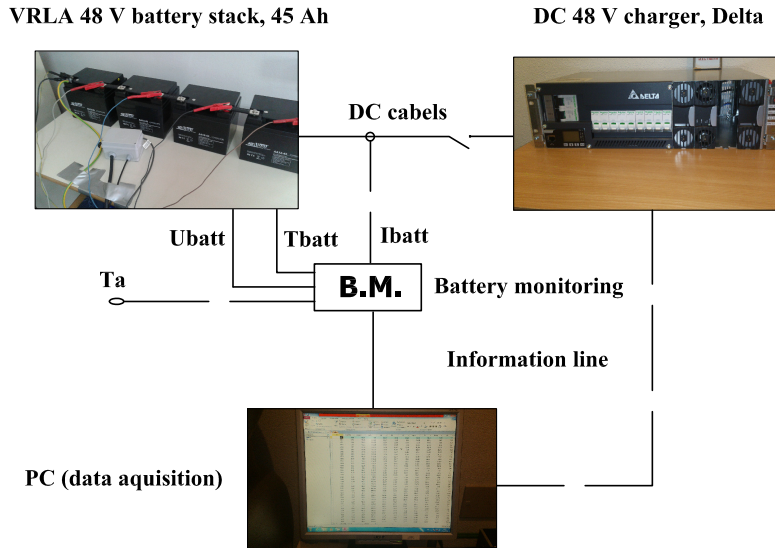 VRLA 48 V battery stack, 45 Ah
DC 48 V charger, Delta
DC cabels
DELTA
Ubatt
Tbatt
Ibatt
Ta
B.M.
Battery monitoring
Information line
PC (data aquisition)